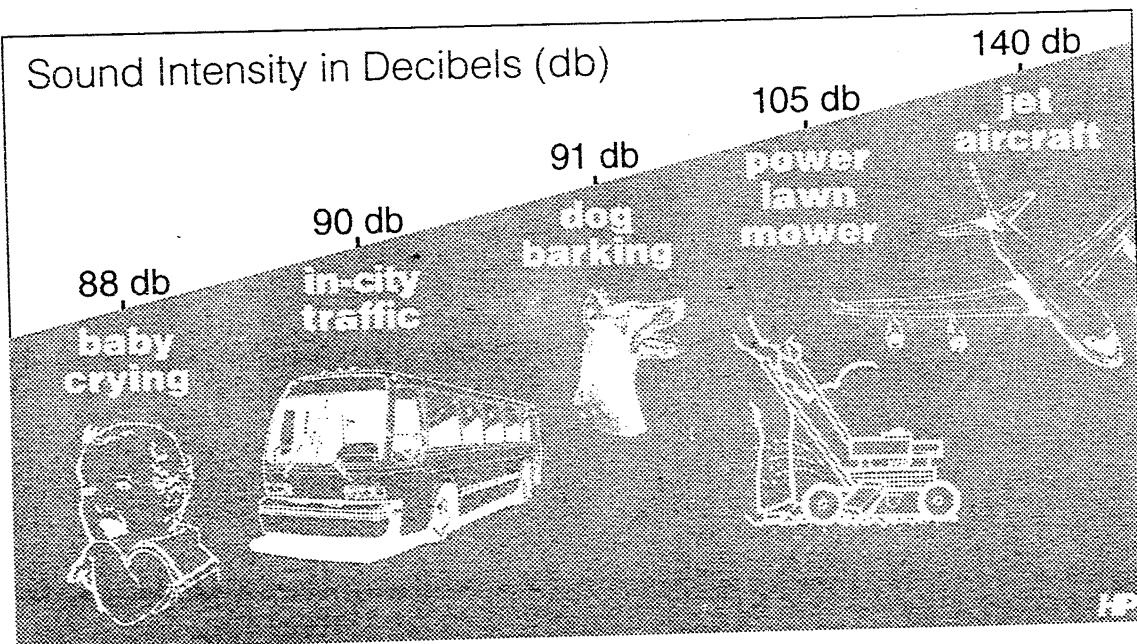 Sound Intensity in Decibels (db)
88 db
baby
crying
90 db
in-city
traffic
91 db
dog
barking
105 db
power
lawn
mower
140 db
jet
aircraft